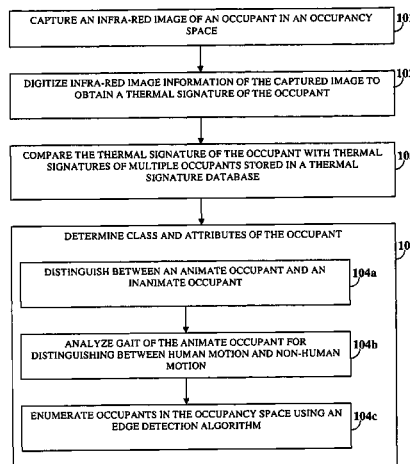 CAPTURE AN INFRA-RED IMAGE OF AN OCCUPANT IN AN OCCUPANCY
SPACE
DIGITIZE INFRA-RED IMAGE INFORMATION OF THE CAPTURED IMAGE TO
OBTAIN A THERMAL SIGNATURE OF THE OCCUPANT
COMPARE THE THERMAL SIGNATURE OF THE OCCUPANT WITH THERMAL
SIGNATURES OF MULTIPLE OCCUPANTS STORED IN A THERMAL
SIGNATURE DATABASE
DETERMINE CLASS AND ATTRIBUTES OF THE OCCUPANT
DISTINGUISH BETWEEN AN ANIMATE OCCUPANT AND AN
INANIMATE OCCUPANT
104a
ANALYZE GAIT OF THE ANIMATE OCCUPANT FOR
DISTINGUISHING BETWEEN HUMAN MOTION AND NON-HUMAN
MOTION
104b
ENUMERATE OCCUPANTS IN THE OCCUPANCY SPACE USING AN
EDGE DETECTION ALGORITHM
104c